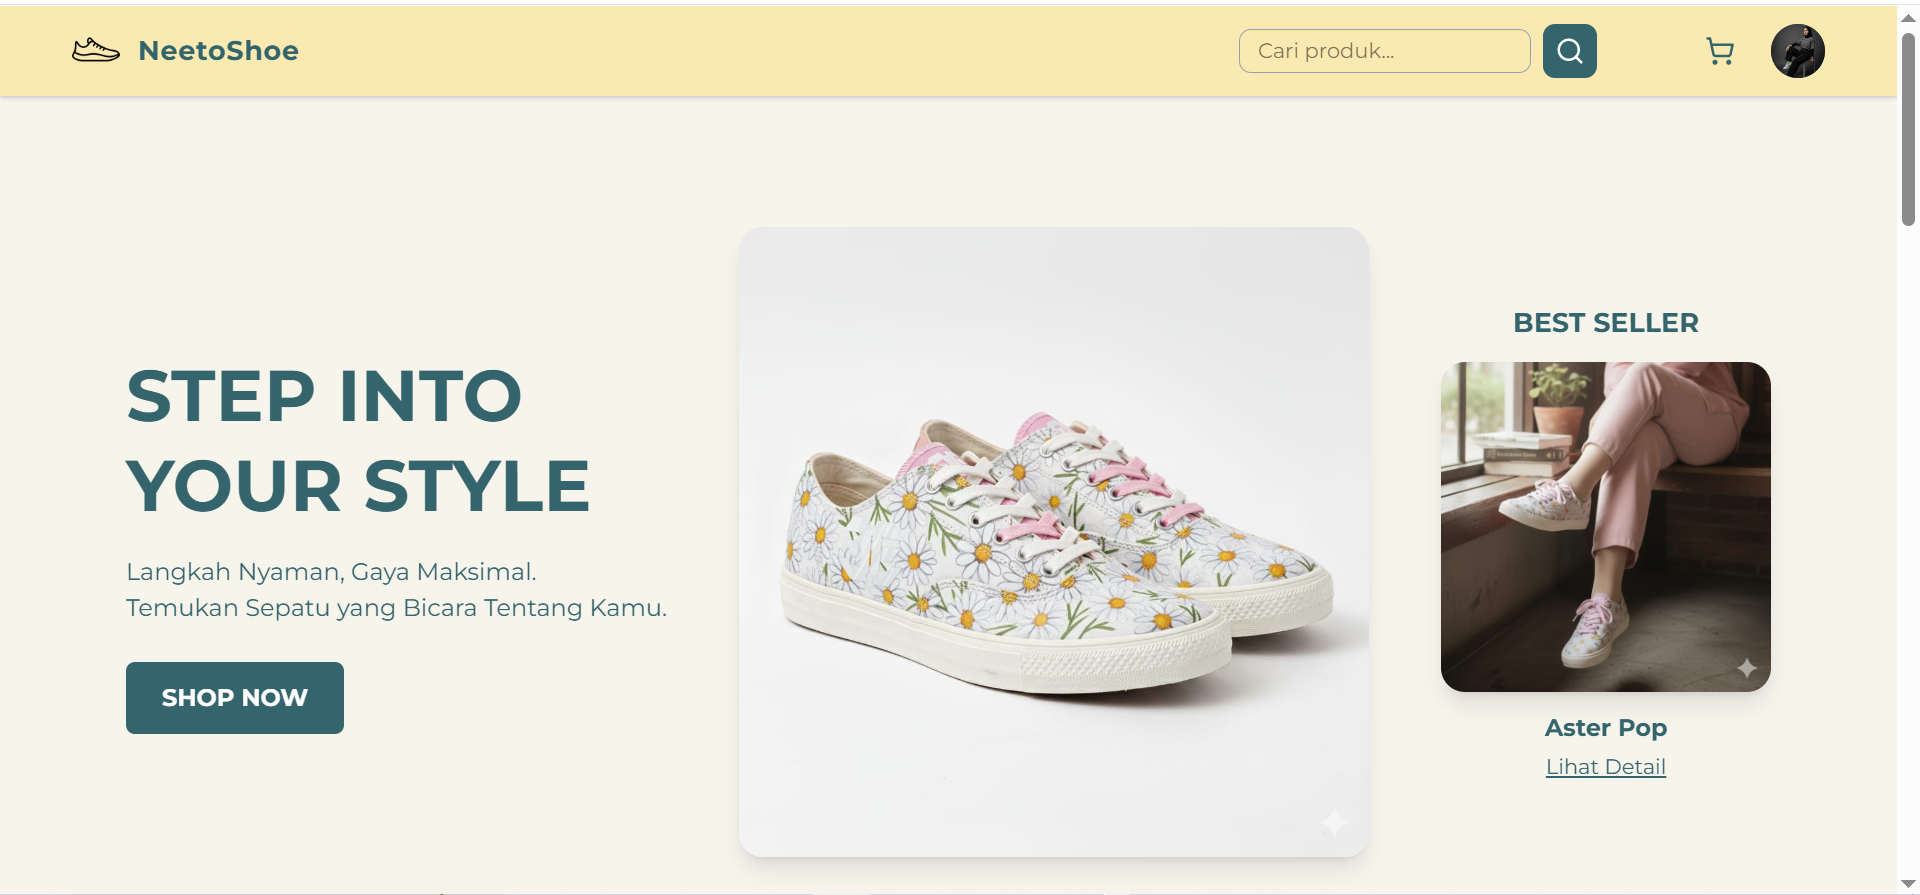 NeetoShoe
Cari produk...
STEP INTO
YOUR STYLE
Langkah Nyaman, Gaya Maksimal.
Temukan Sepatu yang Bicara Tentang Kamu.
SHOP NOW
BEST SELLER
Aster Pop
Lihat Detail